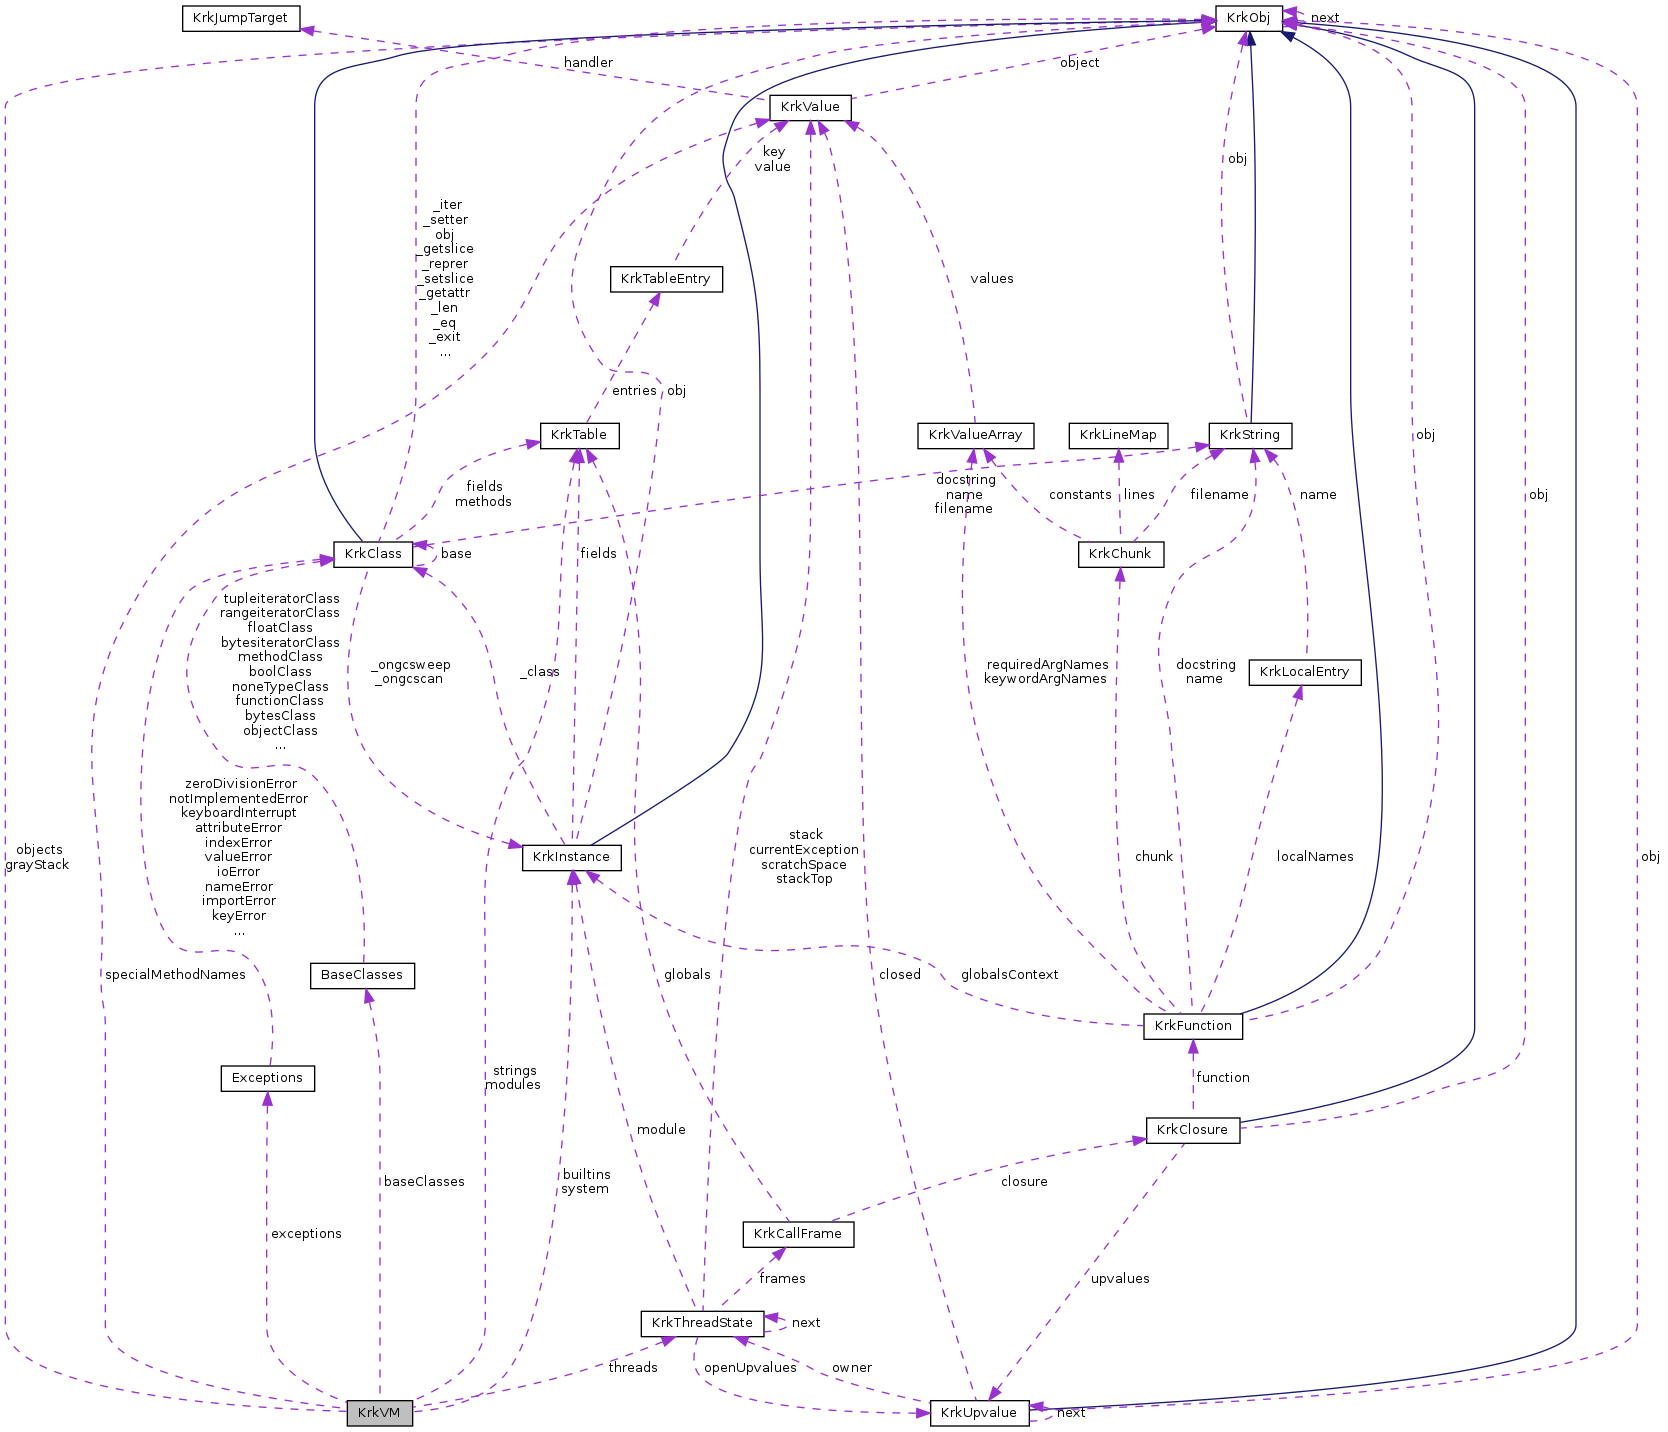 KrkJumpTarget
KrkObj
next
handler
object
KrkValue
key
value
obj
_iter
_setter
obj
_getslice
_reprer
_setslice
_getattr
_len
_eq
_exit
...
KrkTableEntry
values
entries
obj
KrkTable
KrkValueArray
KrkLineMap
KrkString
obj
fields
methods
docstring
name
filename
constants
lines
filename
name
obj
KrkClass
base
fields
KrkChunk
tupleiteratorClass
rangeiteratorClass
floatClass
bytesiteratorClass
methodClass
boolClass
noneTypeClass
functionClass
bytesClass
objectClass
...
_ongcsweep
_ongcscan
_class
requiredArgNames
keywordArgNames
docstring
name
KrkLocalEntry
zeroDivisionError
notImplementedError
keyboardInterrupt
attributeError
indexError
valueError
ioError
nameError
importError
keyError
...
objects
grayStack
KrkInstance
stack
currentException
scratchSpace
stackTop
chunk
localNames
obj
specialMethodNames
BaseClasses
globals
closed
globalsContext
KrkFunction
Exceptions
strings
modules
function
module
KrkClosure
baseClasses
builtins
system
closure
exceptions
KrkCallFrame
frames
upvalues
KrkThreadState
next
threads
openUpvalues
owner
KrkVM
KrkUpvalue
next